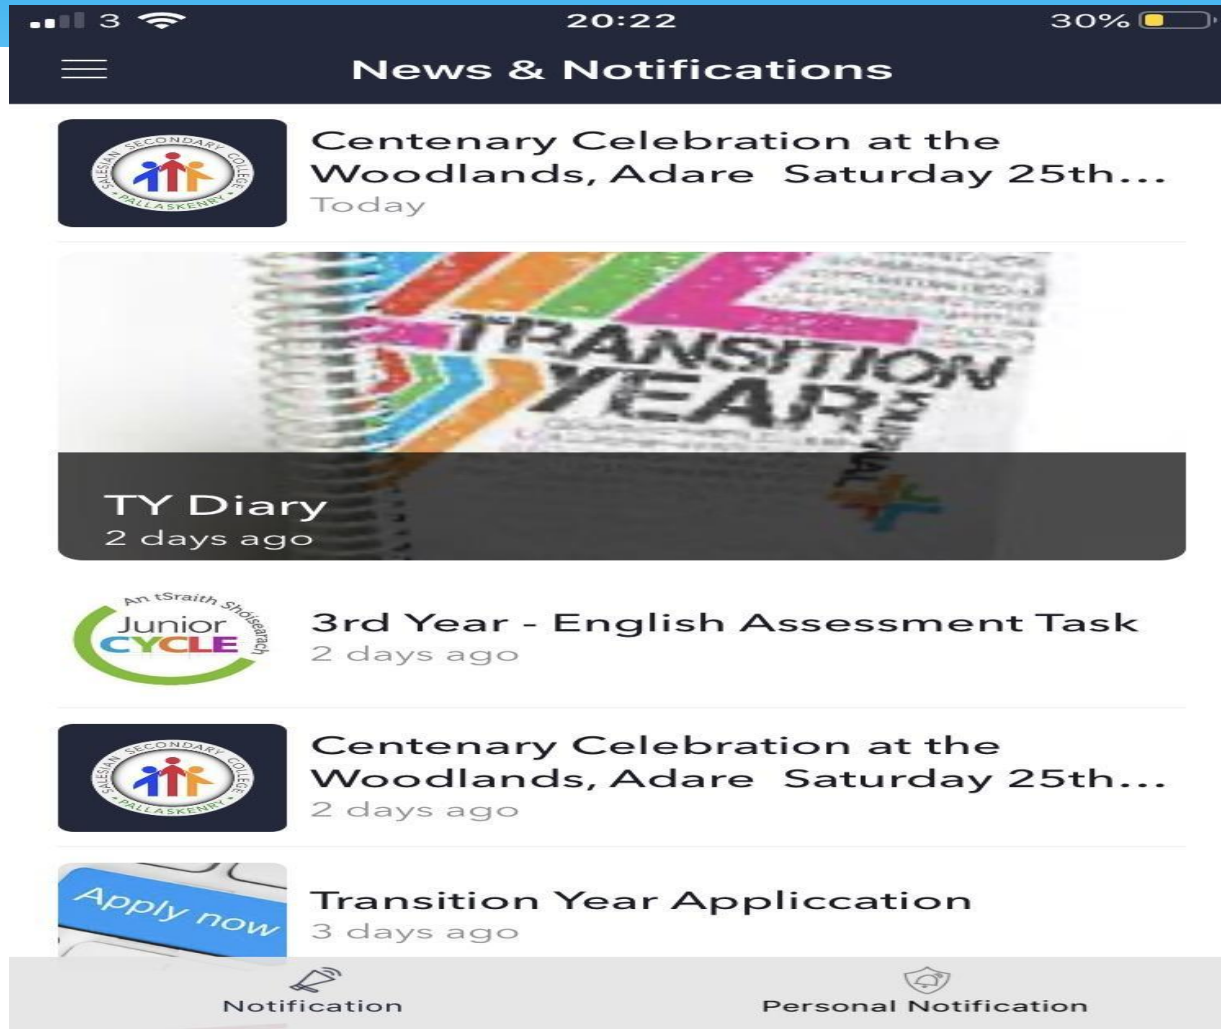 3
20:22
30%
News & Notifications
SALESIAN SECONDARY COLLEGE
PALLASKENRY
Centenary Celebration at the
Woodlands, Adare Saturday 25th...
Today
TRANSITION
YEAR
JOURNAL
TY Diary
2 days ago
An tSraith Shóisearach
Junior
CYCLE
3rd Year - English Assessment Task
2 days ago
SALESIAN SECONDARY COLLEGE
PALLASKENRY
Centenary Celebration at the
Woodlands, Adare Saturday 25th...
2 days ago
Apply now
Transition Year Appliccation
3 days ago
Notification
Personal Notification